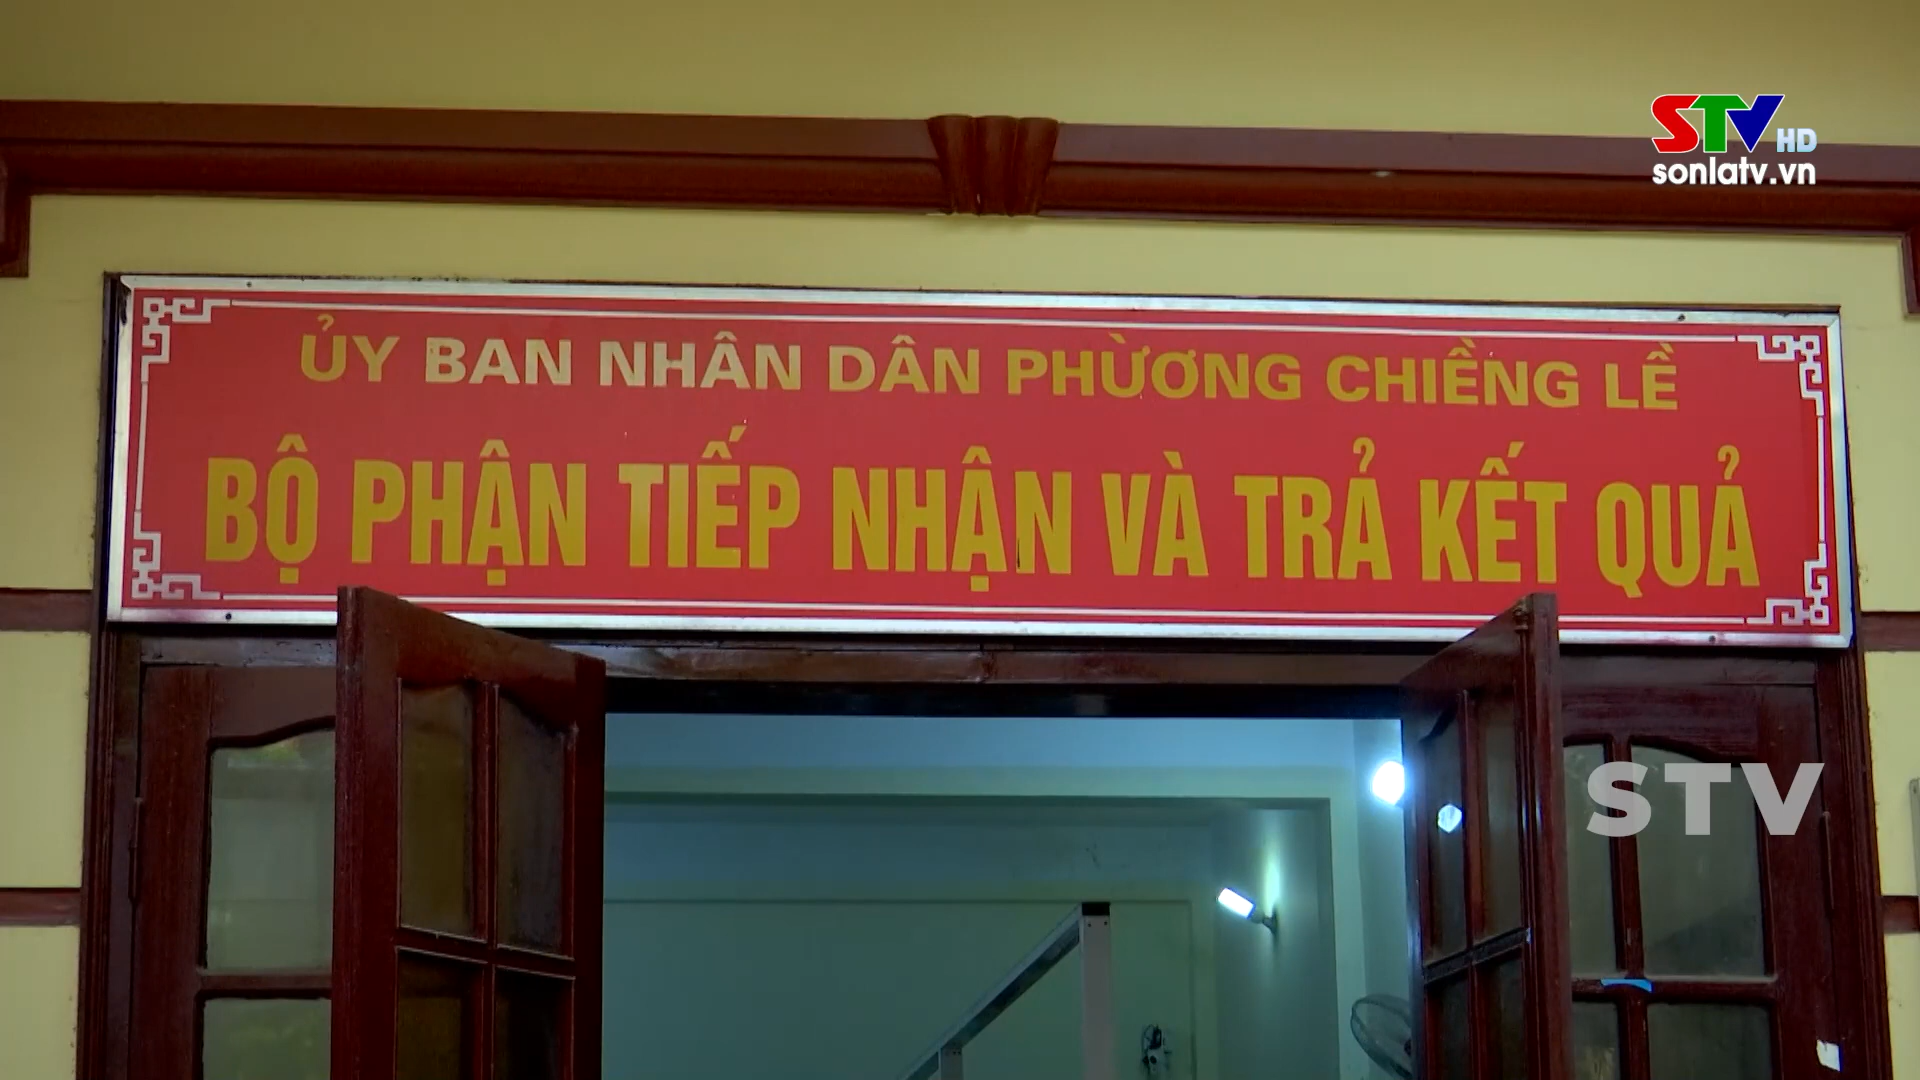 STV HD
sonlatv.vn
ỦY BAN NHÂN DÂN PHỪƠNG CHIỀNG LỀ
BỘ PHẬN TIẾP NHẬN VÀ TRẢ KẾT QUẢ
STV